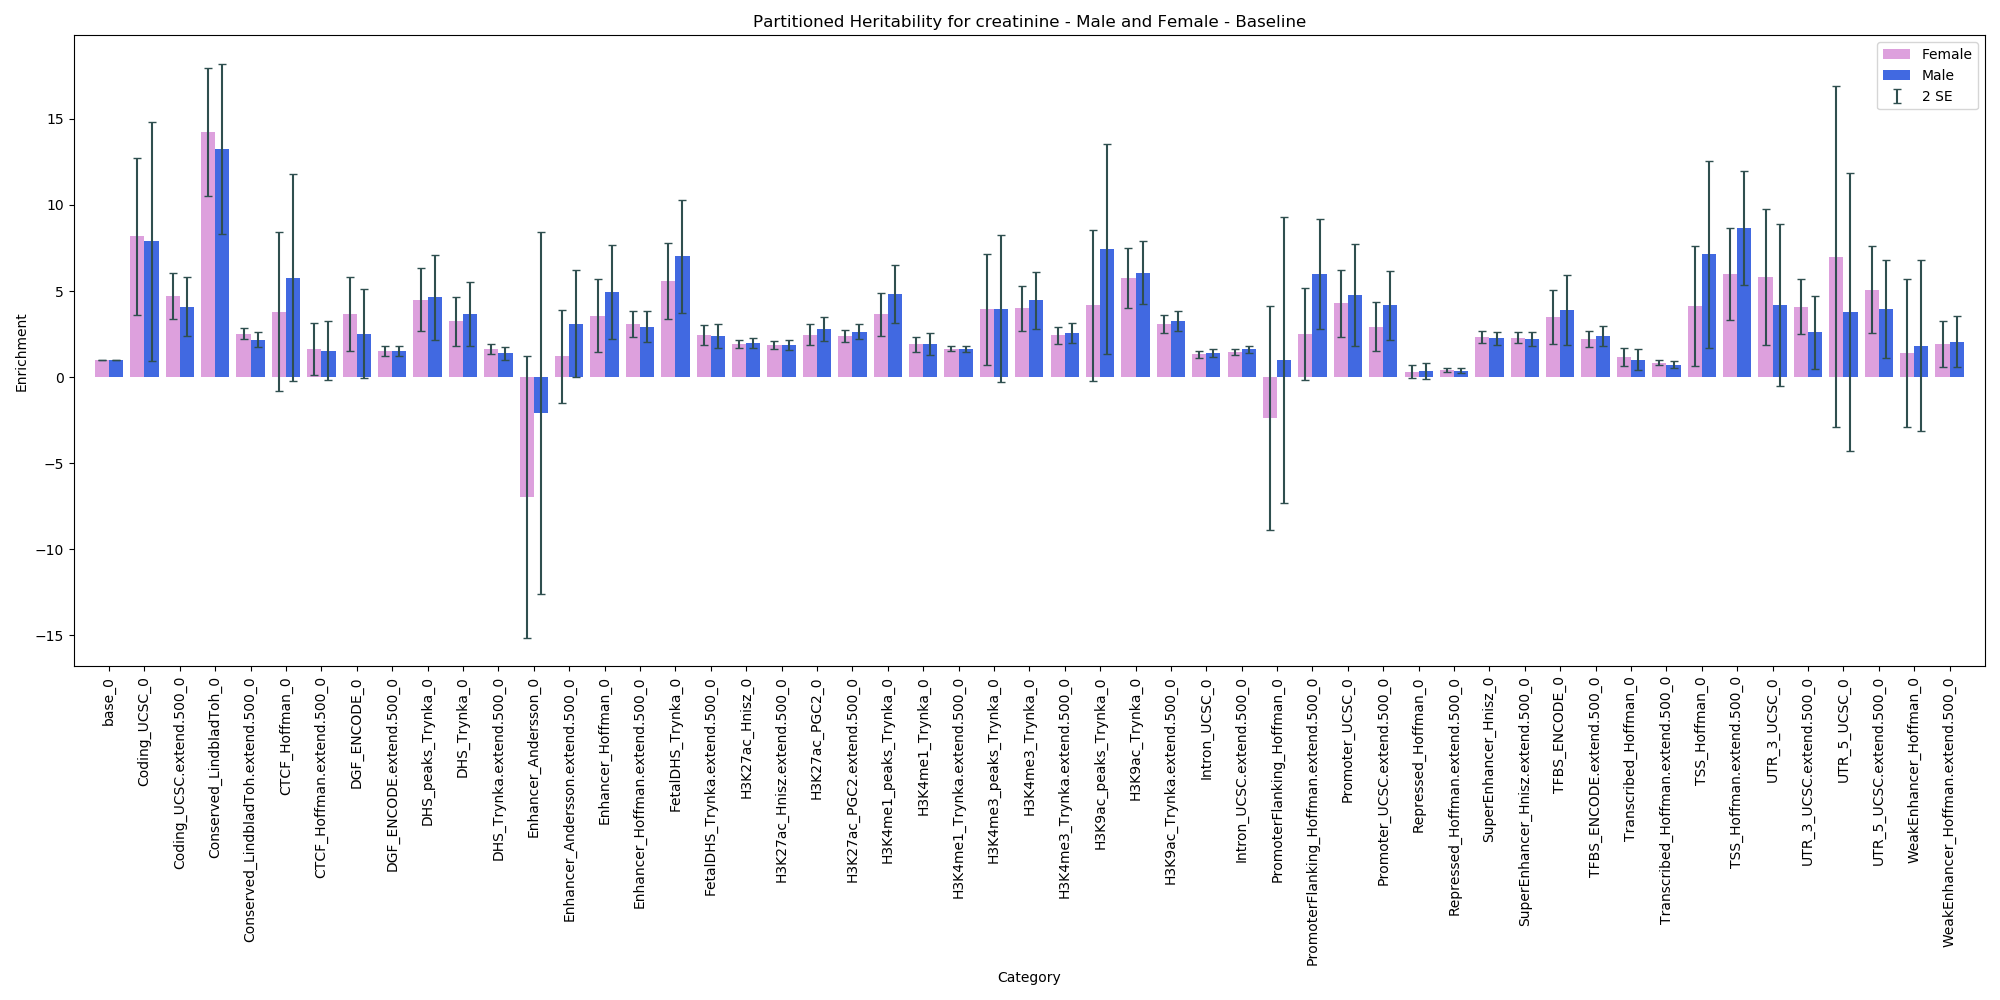 Partitioned Heritability for creatinine - Male and Female - Baseline
Female
Male
2 SE
Enrichment
15
10
5
0
−5
−10
−15
base_0
Coding_UCSC_0
Coding_UCSC.extend.500_0
Conserved_LindbladToh_0
Conserved_LindbladToh.extend.500_0
CTCF_Hoffman_0
CTCF_Hoffman.extend.500_0
DGF_ENCODE_0
DGF_ENCODE.extend.500_0
DHS_peaks_Trynka_0
DHS_Trynka_0
DHS_Trynka.extend.500_0
Enhancer_Andersson_0
Enhancer_Andersson.extend.500_0
Enhancer_Hoffman_0
Enhancer_Hoffman.extend.500_0
FetalDHS_Trynka_0
FetalDHS_Trynka.extend.500_0
H3K27ac_Hnisz_0
H3K27ac_Hnisz.extend.500_0
H3K27ac_PGC2_0
H3K27ac_PGC2.extend.500_0
H3K4me1_peaks_Trynka_0
H3K4me1_Trynka_0
H3K4me1_Trynka.extend.500_0
H3K4me3_peaks_Trynka_0
H3K4me3_Trynka_0
H3K4me3_Trynka.extend.500_0
H3K9ac_peaks_Trynka_0
H3K9ac_Trynka_0
H3K9ac_Trynka.extend.500_0
Intron_UCSC_0
Intron_UCSC.extend.500_0
PromoterFlanking_Hoffman_0
PromoterFlanking_Hoffman.extend.500_0
Promoter_UCSC_0
Promoter_UCSC.extend.500_0
Repressed_Hoffman_0
Repressed_Hoffman.extend.500_0
SuperEnhancer_Hnisz_0
SuperEnhancer_Hnisz.extend.500_0
TFBS_ENCODE_0
TFBS_ENCODE.extend.500_0
Transcribed_Hoffman_0
Transcribed_Hoffman.extend.500_0
TSS_Hoffman_0
TSS_Hoffman.extend.500_0
UTR_3_UCSC_0
UTR_3_UCSC.extend.500_0
UTR_5_UCSC_0
UTR_5_UCSC.extend.500_0
WeakEnhancer_Hoffman_0
WeakEnhancer_Hoffman.extend.500_0
Category